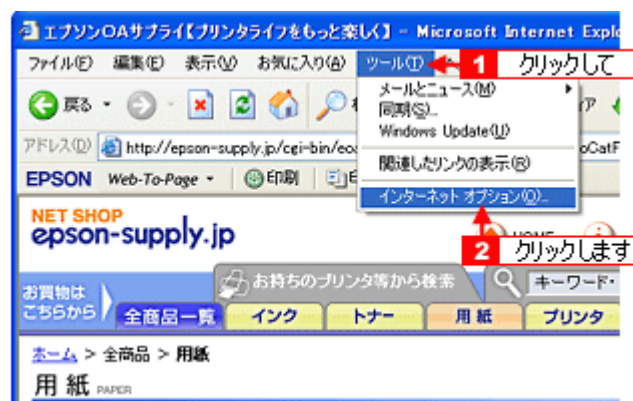 エプソンOAサプライ【プリンタライフをもっと楽しく】 - Microsoft Internet Explo
ファイル(F) 編集(E) 表示(V) お気に入り(A) ツール(T) 1 クリックして
メールとニュース(M)
同期(S)...
Windows Update(U)
関連したリンクの表示(R)
インターネット オプション(O)...
戻る
アドレス(D) http://epson-supply.jp/cgi-bin/eo
oCatF
EPSON Web-To-Page 印刷
2 クリックします
NET SHOP
epson-supply.jp
HOME
お買物は
こちらから
お持ちのプリンタ等から検索 キーワード・
全商品一覧 インク トナー 用紙 プリンタ
ホーム > 全商品 > 用紙
用紙 PAPER